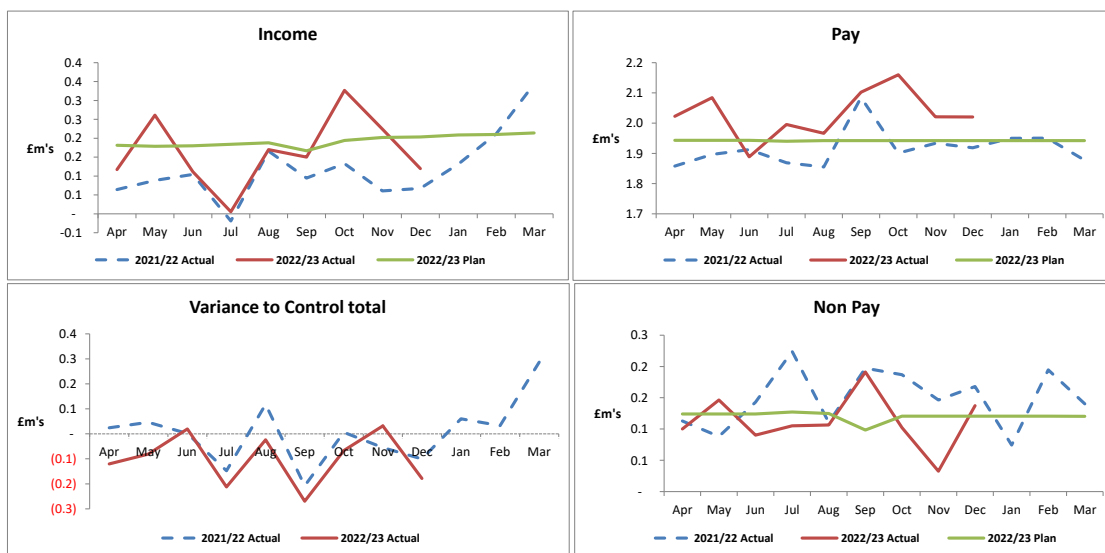 Income
0.4
0.4
0.3
0.3
0.2
0.2
0.1
0.1
-
-0.1
£m's
Apr May Jun Jul Aug Sep Oct Nov Dec Jan Feb Mar
2021/22 Actual 2022/23 Actual 2022/23 Plan
Pay
2.2
2.1
2.0
1.9
1.8
1.7
£m's
Apr May Jun Jul Aug Sep Oct Nov Dec Jan Feb Mar
2021/22 Actual 2022/23 Actual 2022/23 Plan
Variance to Control total
0.4
0.3
0.2
0.1
-
(0.1)
(0.2)
(0.3)
£m's
Apr May Jun Jul Aug Sep Oct Nov Dec Jan Feb Mar
2021/22 Actual 2022/23 Actual
Non Pay
0.3
0.2
0.2
0.1
0.1
-
£m's
Apr May Jun Jul Aug Sep Oct Nov Dec Jan Feb Mar
2021/22 Actual 2022/23 Actual 2022/23 Plan